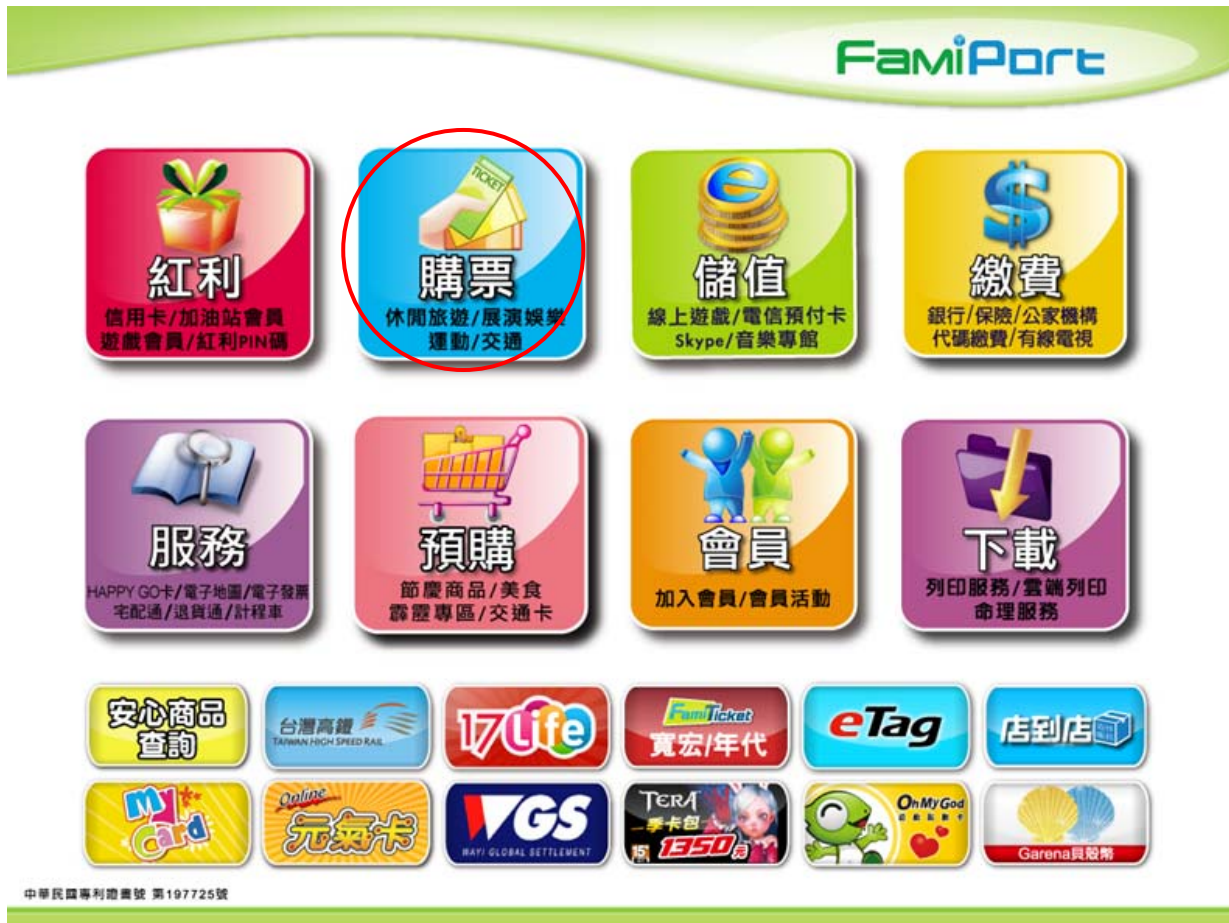 FamiPort
TICKET
紅利
信用卡/加油站會員
遊戲會員/紅利PIN碼
購票
休閒旅遊/展演娛樂
運動/交通
儲值
線上遊戲/電信預付卡
Skype/音樂專館
繳費
銀行/保險/公家機構
代碼繳費/有線電視
服務
HAPPY GO卡/電子地圖/電子發票
宅配通/退貨通/計程車
預購
節慶商品/美食
霹靂專區/交通卡
會員
加入會員/會員活動
下載
列印服務/雲端列印
命理服務
安心商品
查詢
台灣高鐵
TAIWAN HIGH SPEED RAIL
17Life
FamiTicket
寬宏/年代
eTag
店到店
My Card
Online
元氣卡
WGS
WAYI GLOBAL SETTLEMENT
TERA
季卡包
15
1350元
OhMyGod
Garena貝殼幣
中華民國專利證書號 第197725號